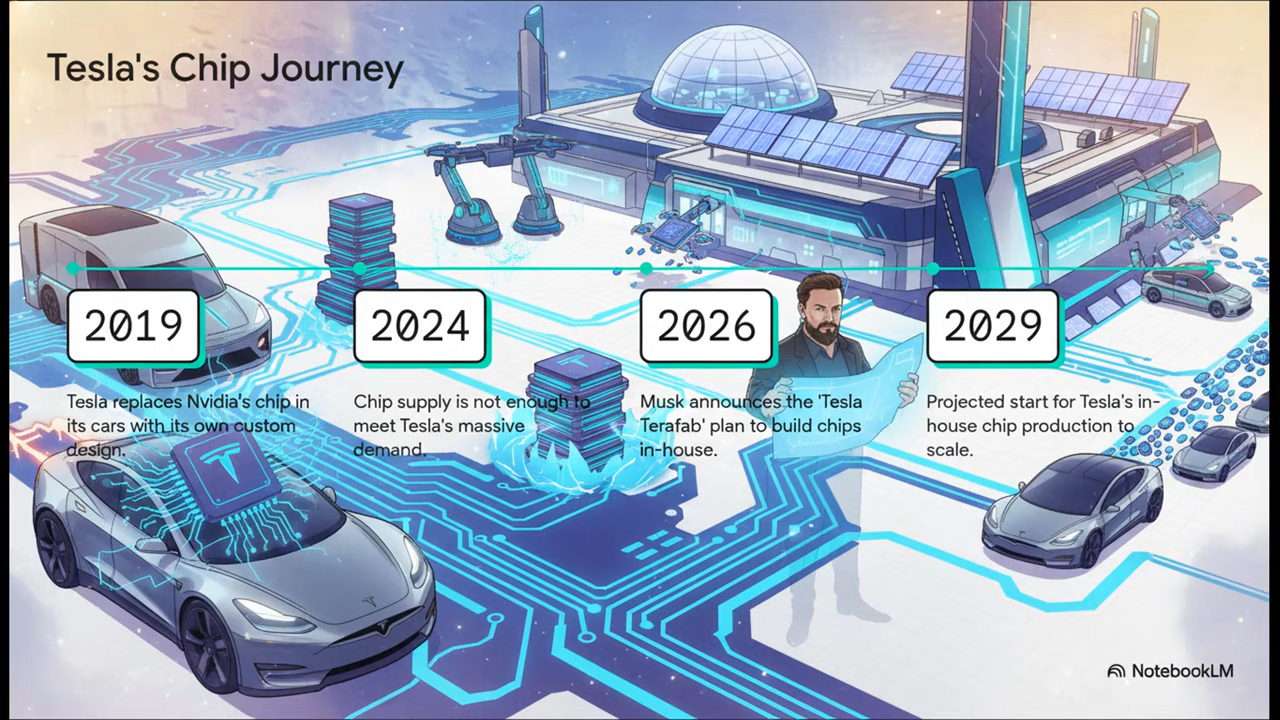 Tesla's Chip Journey
2019
Tesla replaces Nvidia's chip in
its cars with its own custom
design.
2024
Chip supply is not enough to
meet Tesla's massive
demand.
2026
Musk announces the 'Tesla
Terafab' plan to build chips
in-house.
2029
Projected start for Tesla's in-
house chip production to
scale.
NotebookLM